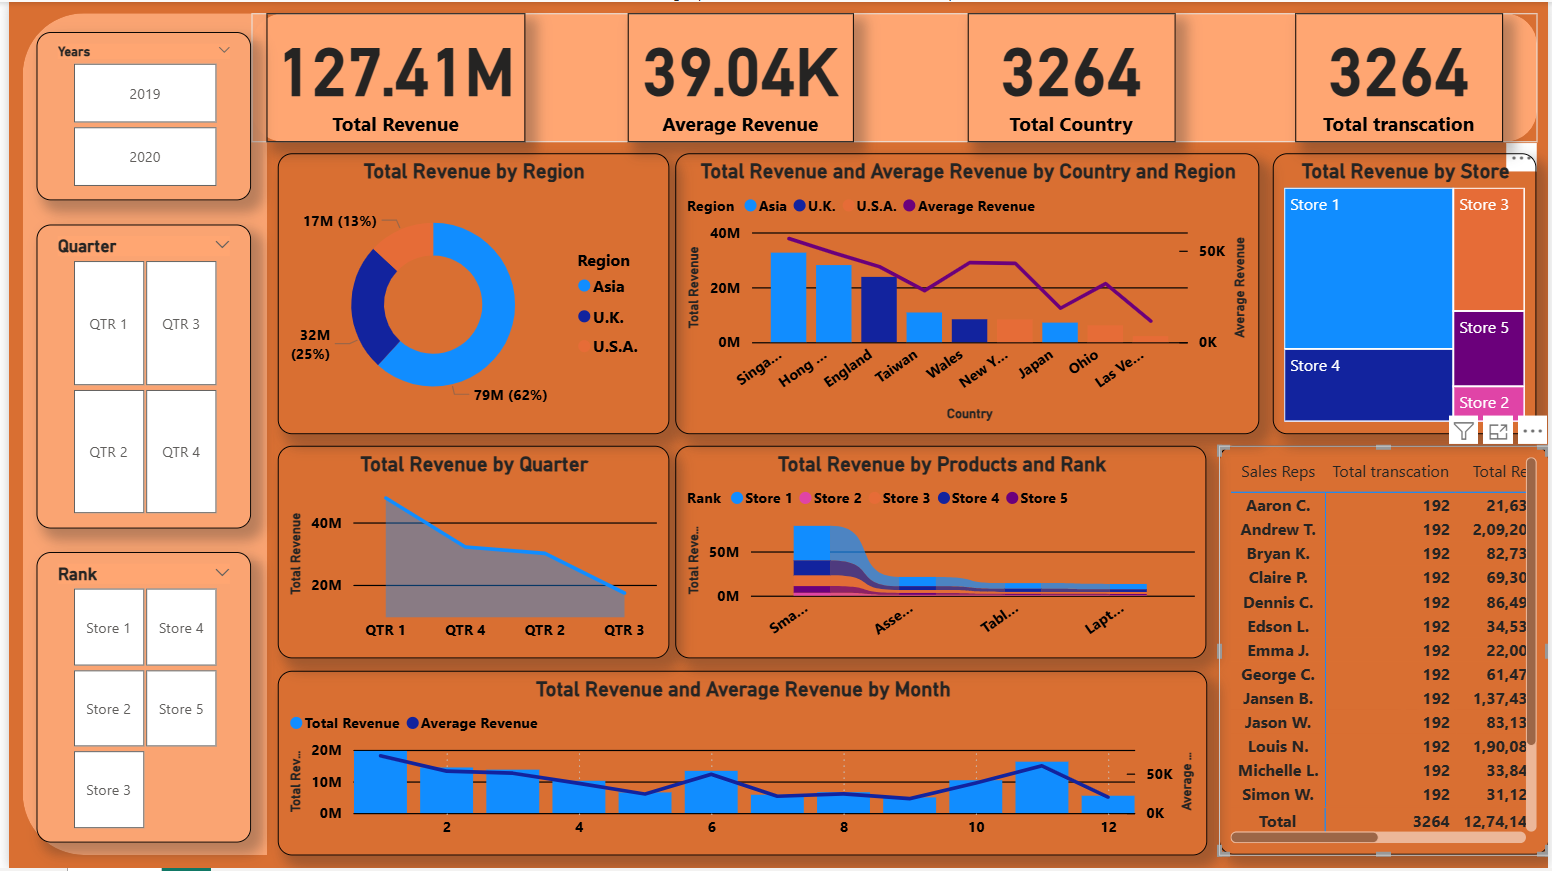 Years
2019
2020
Quarter
QTR 1
QTR 3
QTR 2
QTR 4
Rank
Store 1
Store 4
Store 2
Store 5
Store 3
127.41M
Total Revenue
39.04K
Average Revenue
3264
Total Country
3264
Total transcation
Total Revenue by Region
17M (13%)
32M
(25%)
79M (62%)
Region
Asia
U.K.
U.S.A.
Total Revenue and Average Revenue by Country and Region
Region Asia U.K. U.S.A. Average Revenue
Total Revenue
40M
20M
0M
50K
0K
Average Revenue
Singa...
Hong ...
England
Taiwan
Wales
New Y...
Japan
Ohio
Las Ve...
Country
Total Revenue by Store
Store 1
Store 3
Store 5
Store 4
Store 2
Total Revenue by Quarter
Total Revenue
40M
20M
QTR 1 QTR 4 QTR 2 QTR 3
Total Revenue by Products and Rank
Rank Store 1 Store 2 Store 3 Store 4 Store 5
Total Reve...
50M
0M
Sma...
Asse...
Tabl...
Lapt...
Total Revenue and Average Revenue by Month
Total Revenue Average Revenue
Total Rev...
20M
10M
0M
50K
0K
Average ...
2 4 6 8 10 12
Sales Reps Total transcation Total Re
Aaron C. 192 21,63
Andrew T. 192 2,09,20
Bryan K. 192 82,73
Claire P. 192 69,30
Dennis C. 192 86,49
Edson L. 192 34,53
Emma J. 192 22,00
George C. 192 61,47
Jansen B. 192 1,37,43
Jason W. 192 83,13
Louis N. 192 1,90,08
Michelle L. 192 33,84
Simon W. 192 31,12
Total 3264 12,74,14